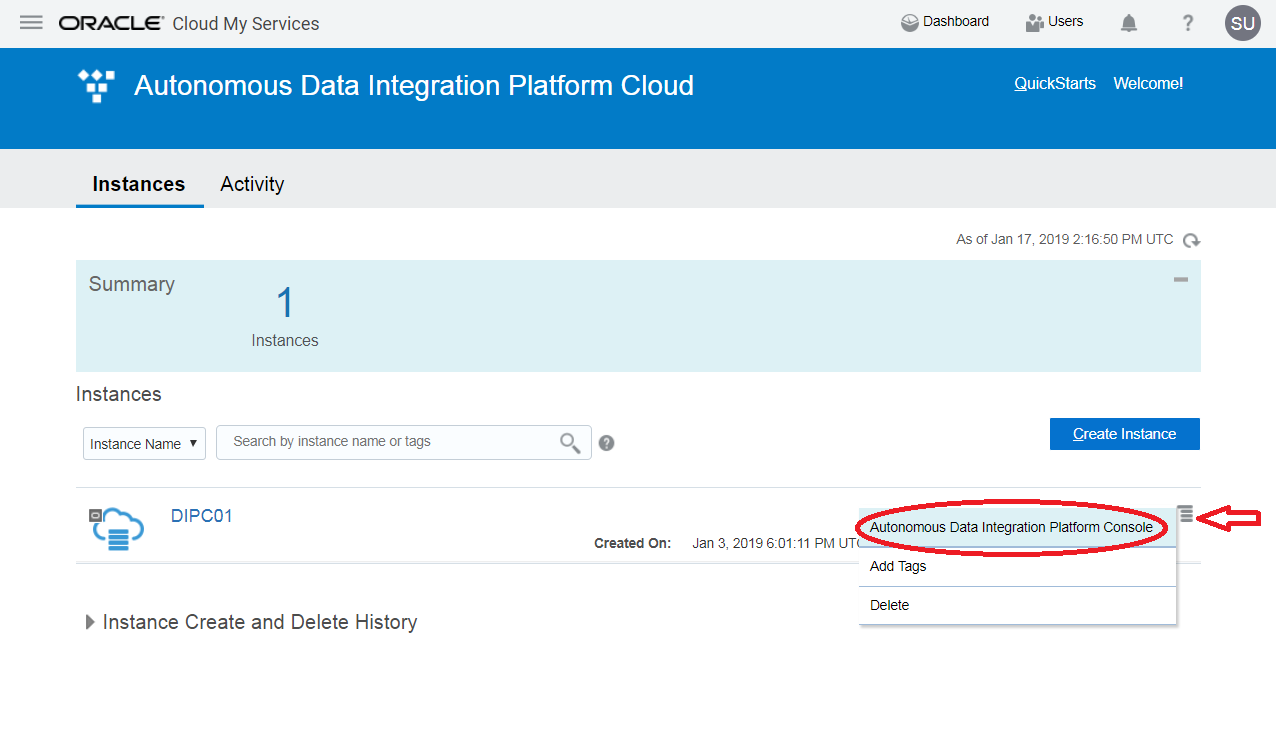 ORACLE Cloud My Services Dashboard Users ? SU
Autonomous Data Integration Platform Cloud QuickStarts Welcome!
Instances Activity
As of Jan 17, 2019 2:16:50 PM UTC
Summary
1
Instances
Instances
Instance Name Search by instance name or tags ? Create Instance
DIPC01
Autonomous Data Integration Platform Console
Created On: Jan 3, 2019 6:01:11 PM UTC
Add Tags
Delete
Instance Create and Delete History